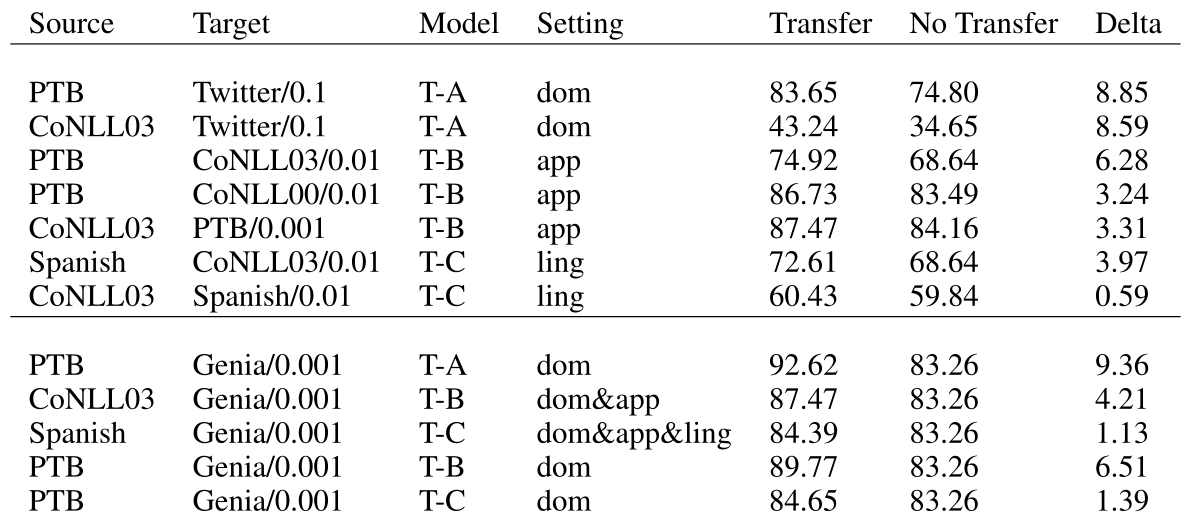 Source Target Model Setting Transfer No Transfer Delta
PTB Twitter/0.1 T-A dom 83.65 74.80 8.85
CoNLL03 Twitter/0.1 T-A dom 43.24 34.65 8.59
PTB CoNLL03/0.01 T-B app 74.92 68.64 6.28
PTB CoNLL00/0.01 T-B app 86.73 83.49 3.24
CoNLL03 PTB/0.001 T-B app 87.47 84.16 3.31
Spanish CoNLL03/0.01 T-C ling 72.61 68.64 3.97
CoNLL03 Spanish/0.01 T-C ling 60.43 59.84 0.59
PTB Genia/0.001 T-A dom 92.62 83.26 9.36
CoNLL03 Genia/0.001 T-B dom&app 87.47 83.26 4.21
Spanish Genia/0.001 T-C dom&app&ling 84.39 83.26 1.13
PTB Genia/0.001 T-B dom 89.77 83.26 6.51
PTB Genia/0.001 T-C dom 84.65 83.26 1.39